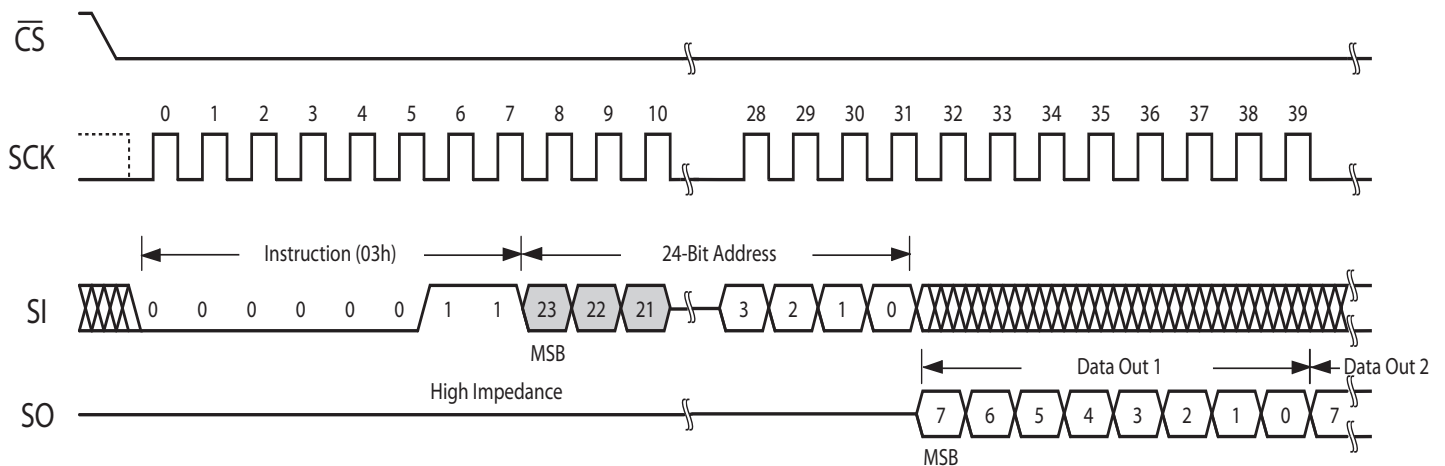 CS
0 1 2 3 4 5 6 7 8 9 10 28 29 30 31 32 33 34 35 36 37 38 39
SCK
Instruction (03h) 24-Bit Address
SI 0 0 0 0 0 0 1 1 23 22 21 3 2 1 0
MSB
Data Out 1 Data Out 2
High Impedance
SO 7 6 5 4 3 2 1 0 7
MSB